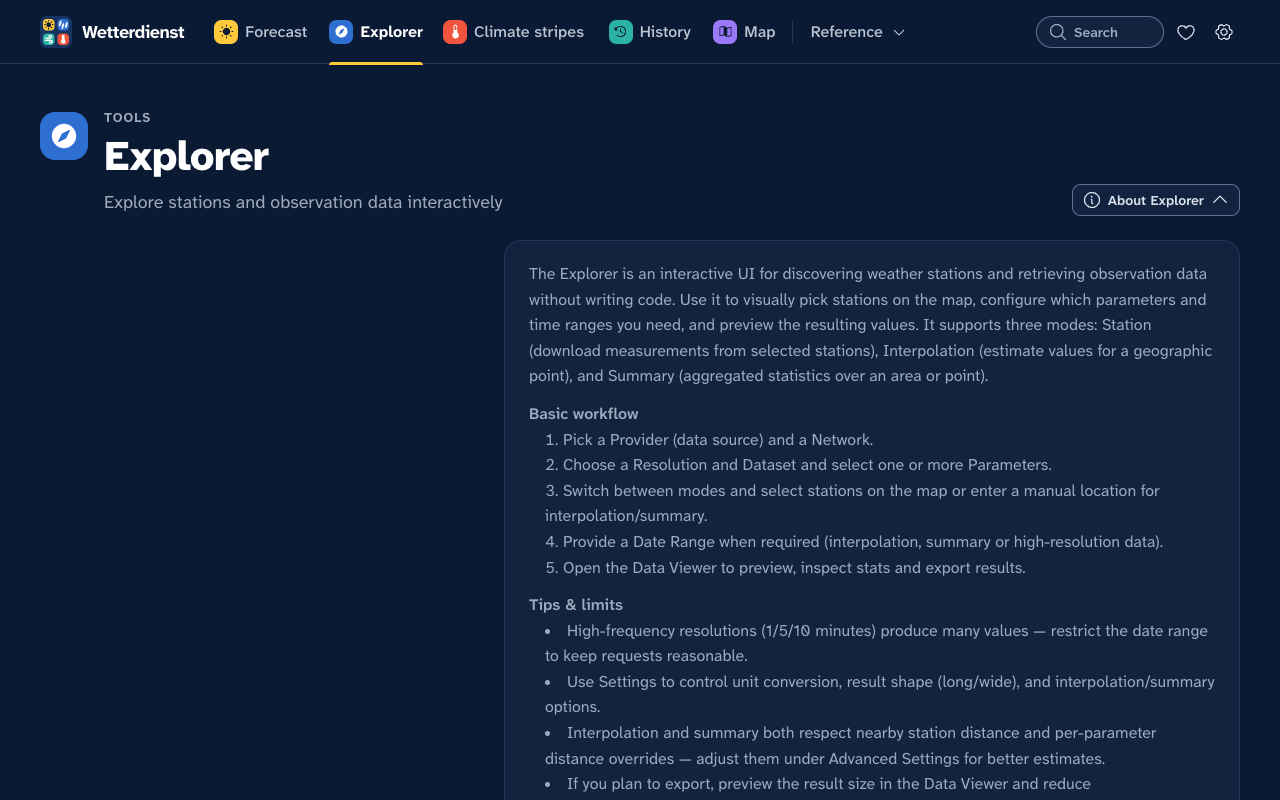 Wetterdienst
Forecast
Explorer
Climate stripes
History
Map
Reference
Search
TOOLS
Explorer
Explore stations and observation data interactively
About Explorer
The Explorer is an interactive UI for discovering weather stations and retrieving observation data
without writing code. Use it to visually pick stations on the map, configure which parameters and
time ranges you need, and preview the resulting values. It supports three modes: Station
(download measurements from selected stations), Interpolation (estimate values for a geographic
point), and Summary (aggregated statistics over an area or point).
Basic workflow
1. Pick a Provider (data source) and a Network.
2. Choose a Resolution and Dataset and select one or more Parameters.
3. Switch between modes and select stations on the map or enter a manual location for
interpolation/summary.
4. Provide a Date Range when required (interpolation, summary or high-resolution data).
5. Open the Data Viewer to preview, inspect stats and export results.
Tips & limits
• High-frequency resolutions (1/5/10 minutes) produce many values — restrict the date range
to keep requests reasonable.
• Use Settings to control unit conversion, result shape (long/wide), and interpolation/summary
options.
• Interpolation and summary both respect nearby station distance and per-parameter
distance overrides — adjust them under Advanced Settings for better estimates.
• If you plan to export, preview the result size in the Data Viewer and reduce